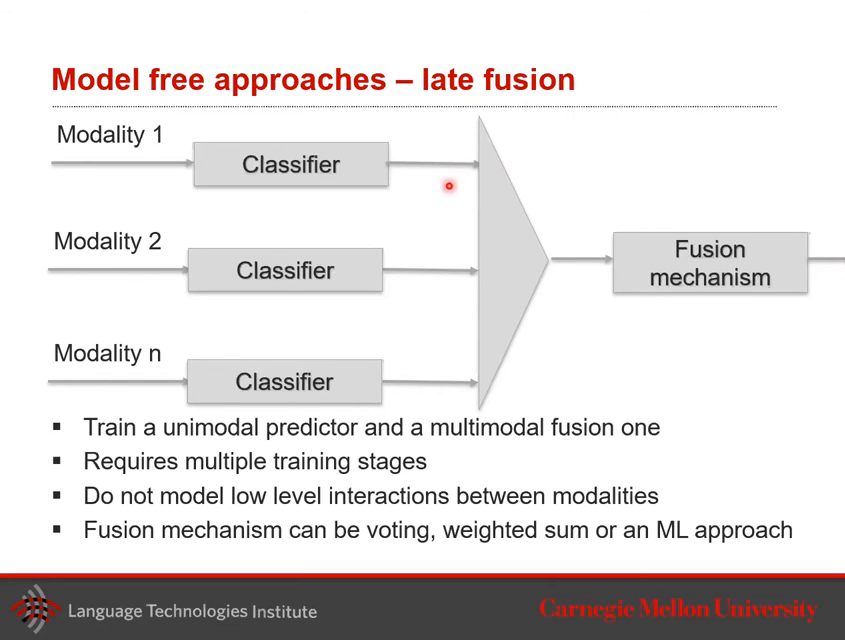 Model free approaches – late fusion
Modality 1
Classifier
Modality 2
Classifier
Fusion
mechanism
Modality n
Classifier
▪ Train a unimodal predictor and a multimodal fusion one
▪ Requires multiple training stages
▪ Do not model low level interactions between modalities
▪ Fusion mechanism can be voting, weighted sum or an ML approach
Language Technologies Institute
Carnegie Mellon University